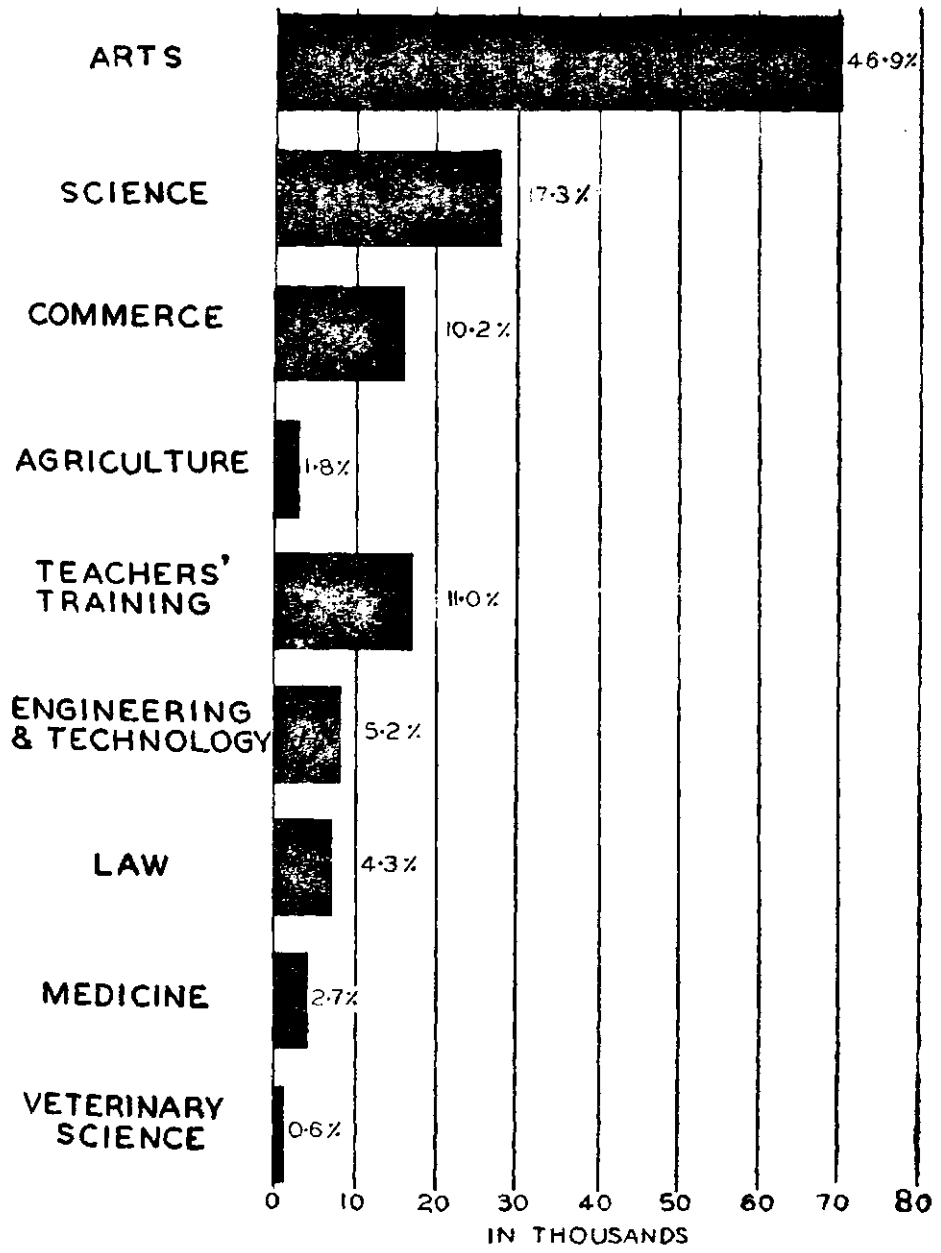 ARTS
46·9%
SCIENCE
17·3%
COMMERCE
10·2%
AGRICULTURE
1·8%
TEACHERS'
TRAINING
11·0%
ENGINEERING
& TECHNOLOGY
5·2%
LAW
4·3%
MEDICINE
2·7%
VETERINARY
SCIENCE
0·6%
0 10 20 30 40 50 60 70 80
IN THOUSANDS